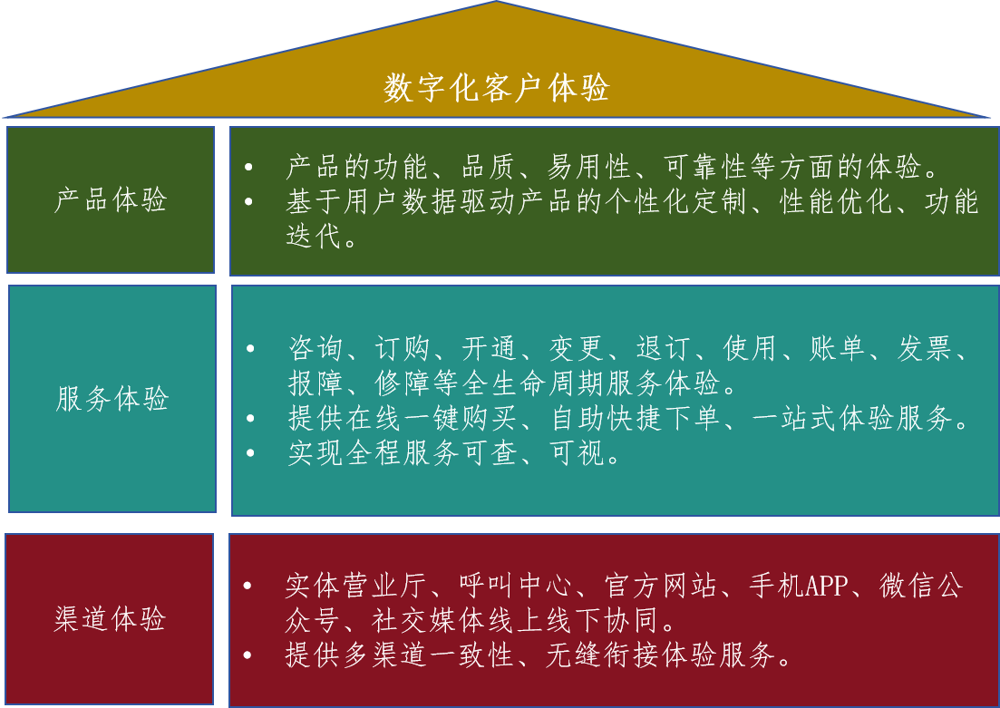 数字化客户体验
产品体验
• 产品的功能、品质、易用性、可靠性等方面的体验。
• 基于用户数据驱动产品的个性化定制、性能优化、功能
迭代。
服务体验
• 咨询、订购、开通、变更、退订、使用、账单、发票、
报障、修障等全生命周期服务体验。
• 提供在线一键购买、自助快捷下单、一站式体验服务。
• 实现全程服务可查、可视。
渠道体验
• 实体营业厅、呼叫中心、官方网站、手机APP、微信公
众号、社交媒体线上线下协同。
• 提供多渠道一致性、无缝衔接体验服务。